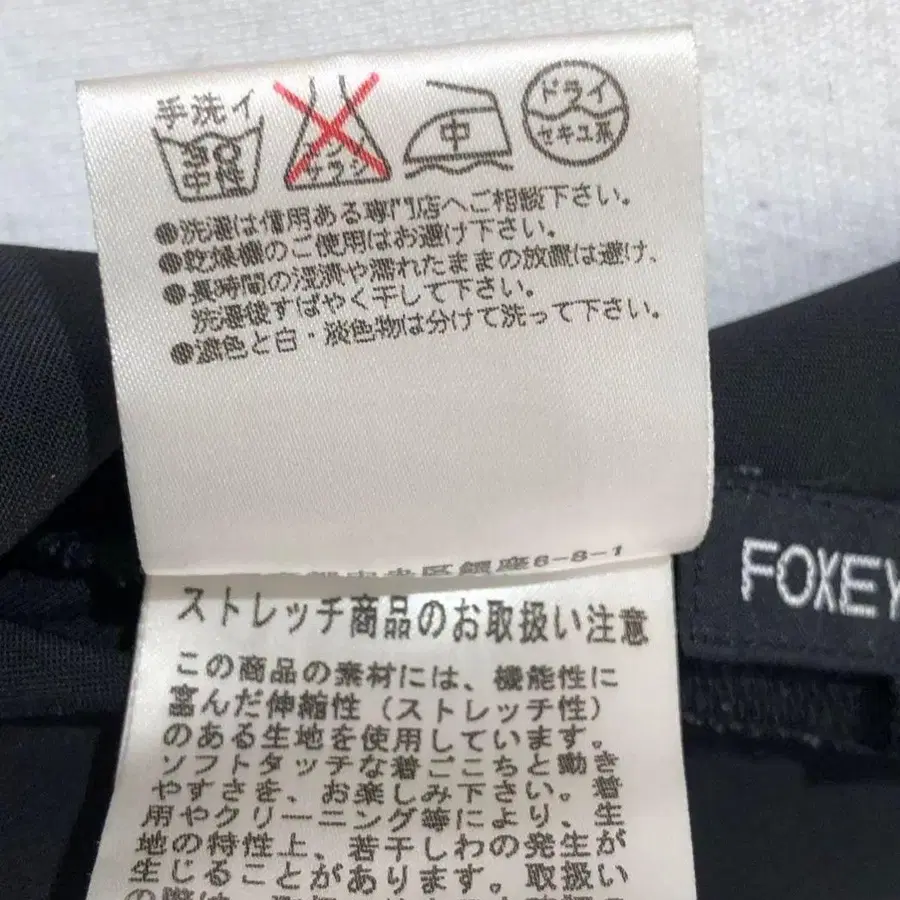 手洗イ
中
エンソ
サラシ
中
ドライ
セキユ系
●洗濯は信用ある専門店へご相談下さい。
●乾燥機のご使用はお避け下さい。
●長時間の浸漬や濡れたままの放置は避け、
洗濯後すばやく干して下さい。
●濃色と白・淡色物は分けて洗って下さい。
銀座6-8-1
ストレッチ商品のお取扱い注意
この商品の素材には、機能性に
富んだ伸縮性（ストレッチ性）
のある生地を使用しています。
ソフトタッチな着ごこちと動き
やすさを、お楽しみ下さい。着
用やクリーニング等により、生
地の特性上、若干しわの発生が
生じることがあります。取扱い
の際は
FOXEY